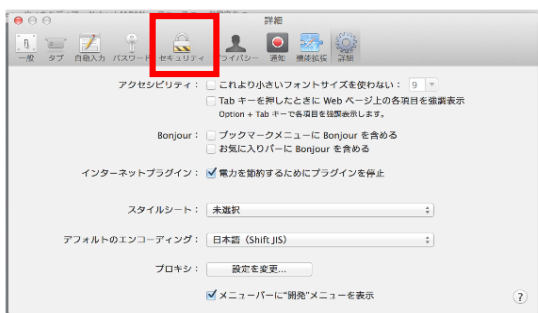 詳細
一般 タブ 自動入力 パスワード セキュリティ プライバシー 通知 機能拡張 詳細
アクセシビリティ： これより小さいフォントサイズを使わない： 9
Tab キーを押したときに Web ページ上の各項目を強調表示
Option + Tab キーで各項目を強調表示します。
Bonjour： ブックマークメニューに Bonjour を含める
お気に入りバーに Bonjour を含める
インターネットプラグイン： 電力を節約するためにプラグインを停止
スタイルシート： 未選択
デフォルトのエンコーディング： 日本語（Shift JIS）
プロキシ： 設定を変更...
メニューバーに"開発"メニューを表示
?